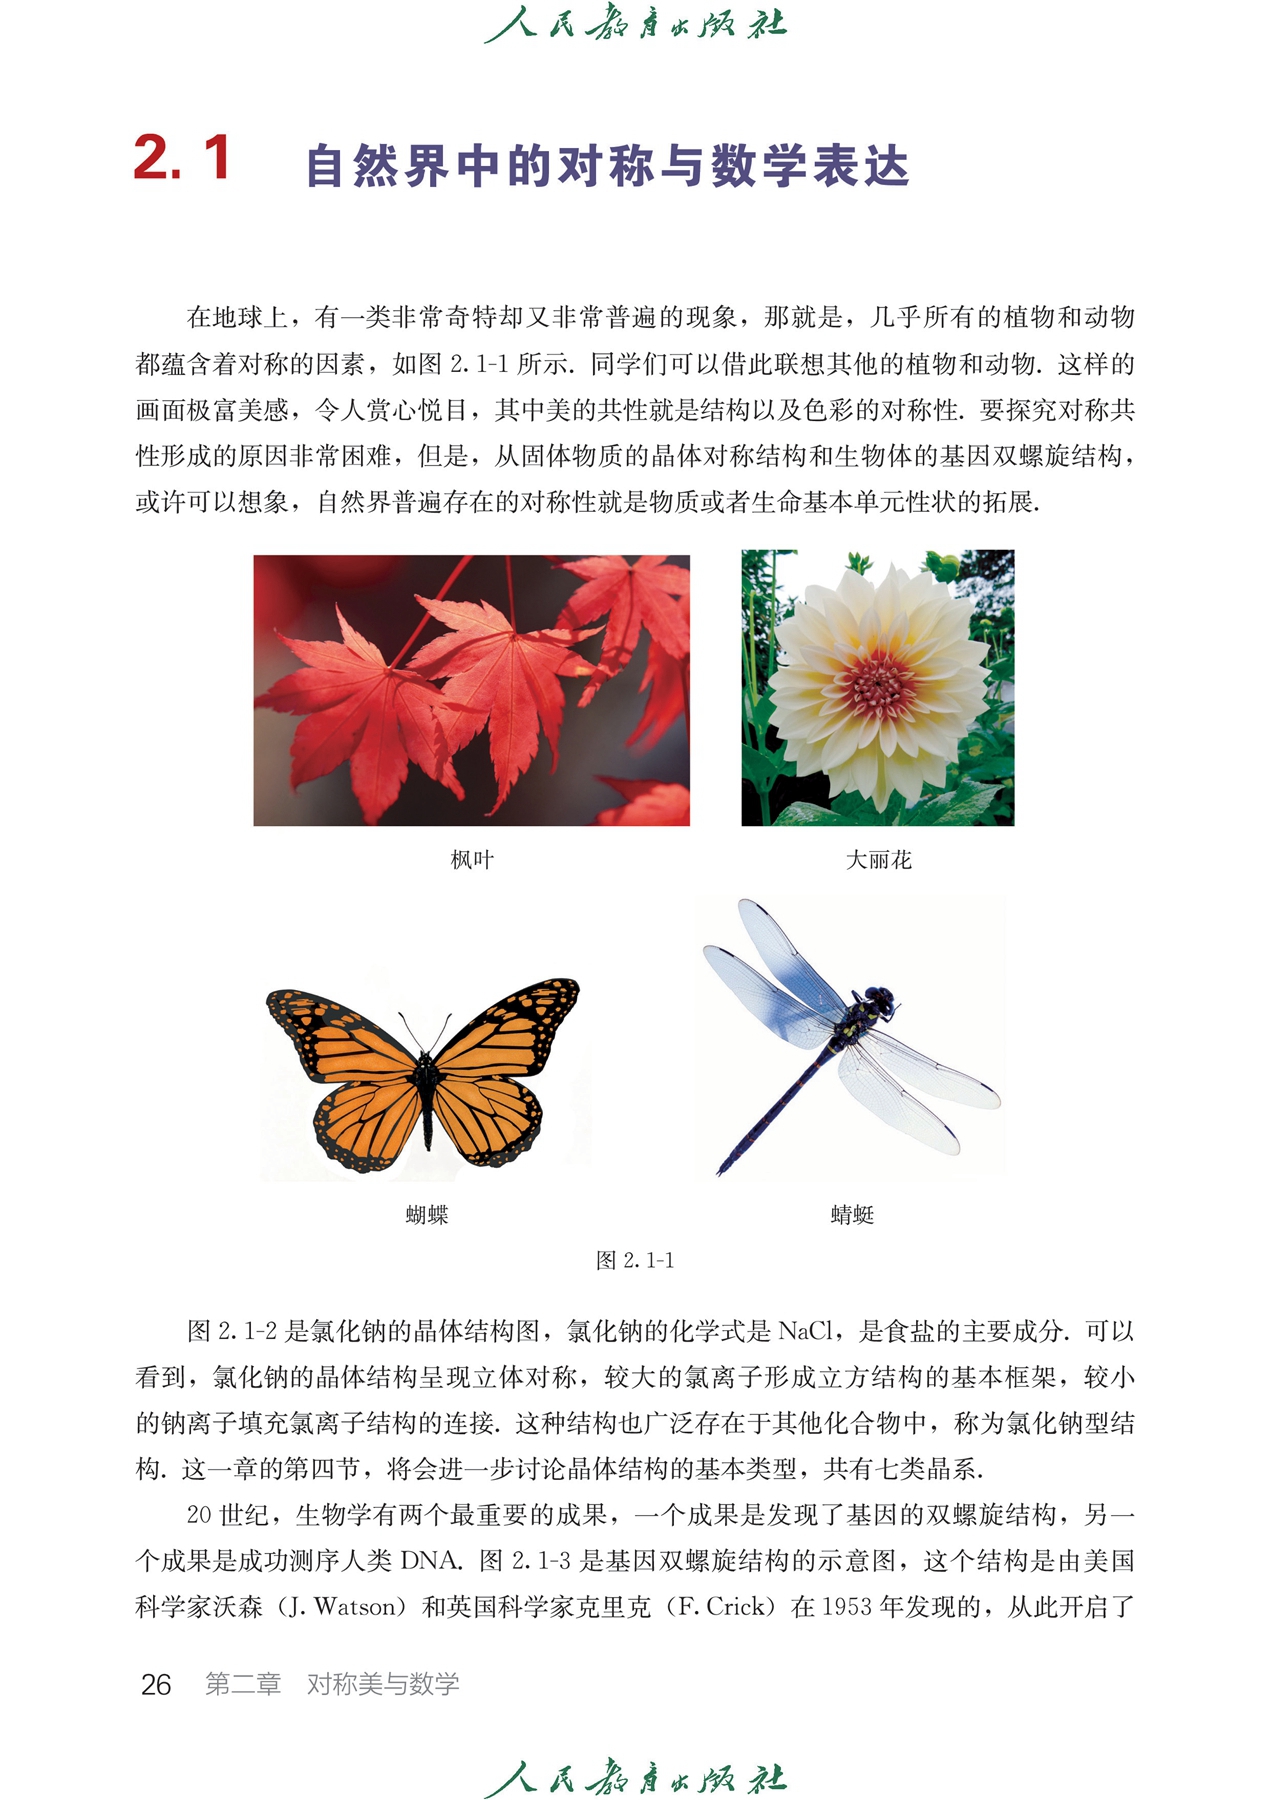 人民教育出版社
2.1 自然界中的对称与数学表达
在地球上，有一类非常奇特却又非常普遍的现象，那就是，几乎所有的植物和动物
都蕴含着对称的因素，如图 2.1-1 所示. 同学们可以借此联想其他的植物和动物. 这样的
画面极富美感，令人赏心悦目，其中美的共性就是结构以及色彩的对称性. 要探究对称共
性形成的原因非常困难，但是，从固体物质的晶体对称结构和生物体的基因双螺旋结构，
或许可以想象，自然界普遍存在的对称性就是物质或者生命基本单元性状的拓展.
枫叶 大丽花
蝴蝶 蜻蜓
图 2.1-1
图 2.1-2 是氯化钠的晶体结构图，氯化钠的化学式是 NaCl，是食盐的主要成分. 可以
看到，氯化钠的晶体结构呈现立体对称，较大的氯离子形成立方结构的基本框架，较小
的钠离子填充氯离子结构的连接. 这种结构也广泛存在于其他化合物中，称为氯化钠型结
构. 这一章的第四节，将会进一步讨论晶体结构的基本类型，共有七类晶系.
20 世纪，生物学有两个最重要的成果，一个成果是发现了基因的双螺旋结构，另一
个成果是成功测序人类 DNA. 图 2.1-3 是基因双螺旋结构的示意图，这个结构是由美国
科学家沃森（J. Watson）和英国科学家克里克（F. Crick）在 1953 年发现的，从此开启了
26 第二章 对称美与数学
人民教育出版社